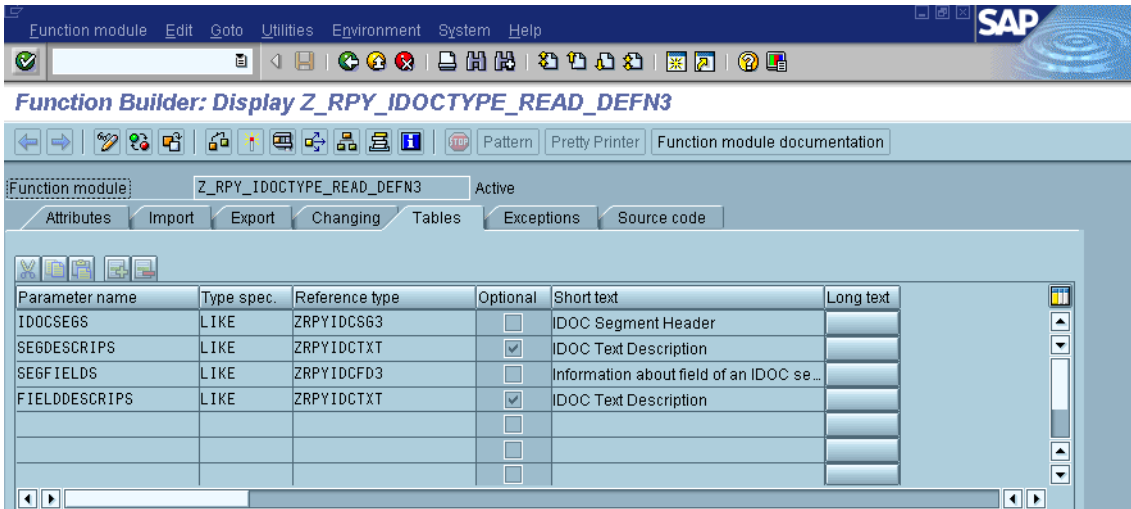 SAP
Function module Edit Goto Utilities Environment System Help
Function Builder: Display Z_RPY_IDOCTYPE_READ_DEFN3
STOP Pattern Pretty Printer Function module documentation
Function module Z_RPY_IDOCTYPE_READ_DEFN3 Active
Attributes Import Export Changing Tables Exceptions Source code
Parameter name Type spec. Reference type Optional Short text Long text
IDOCSEGS LIKE ZRPYIDCSG3 IDOC Segment Header
SEGDESCRIPS LIKE ZRPYIDCTXT IDOC Text Description
SEGFIELDS LIKE ZRPYIDCFD3 Information about field of an IDOC se...
FIELDDESCRIPS LIKE ZRPYIDCTXT IDOC Text Description